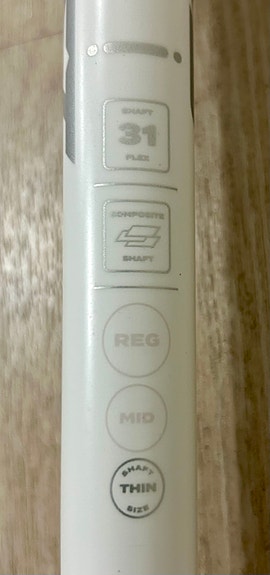 SHAFT
31
FLEX
COMPOSITE
SHAFT
REG
MID
SHAFT
THIN
SIZE